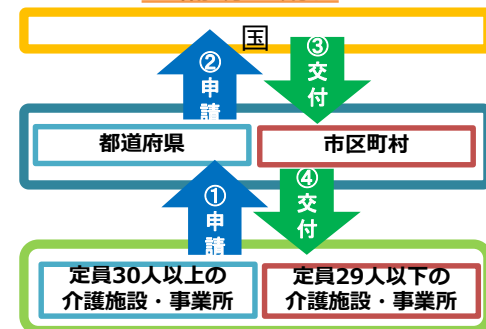 国
②
申
請
③
交
付
都道府県
市区町村
①
申
請
④
交
付
定員30人以上の
介護施設・事業所
定員29人以下の
介護施設・事業所